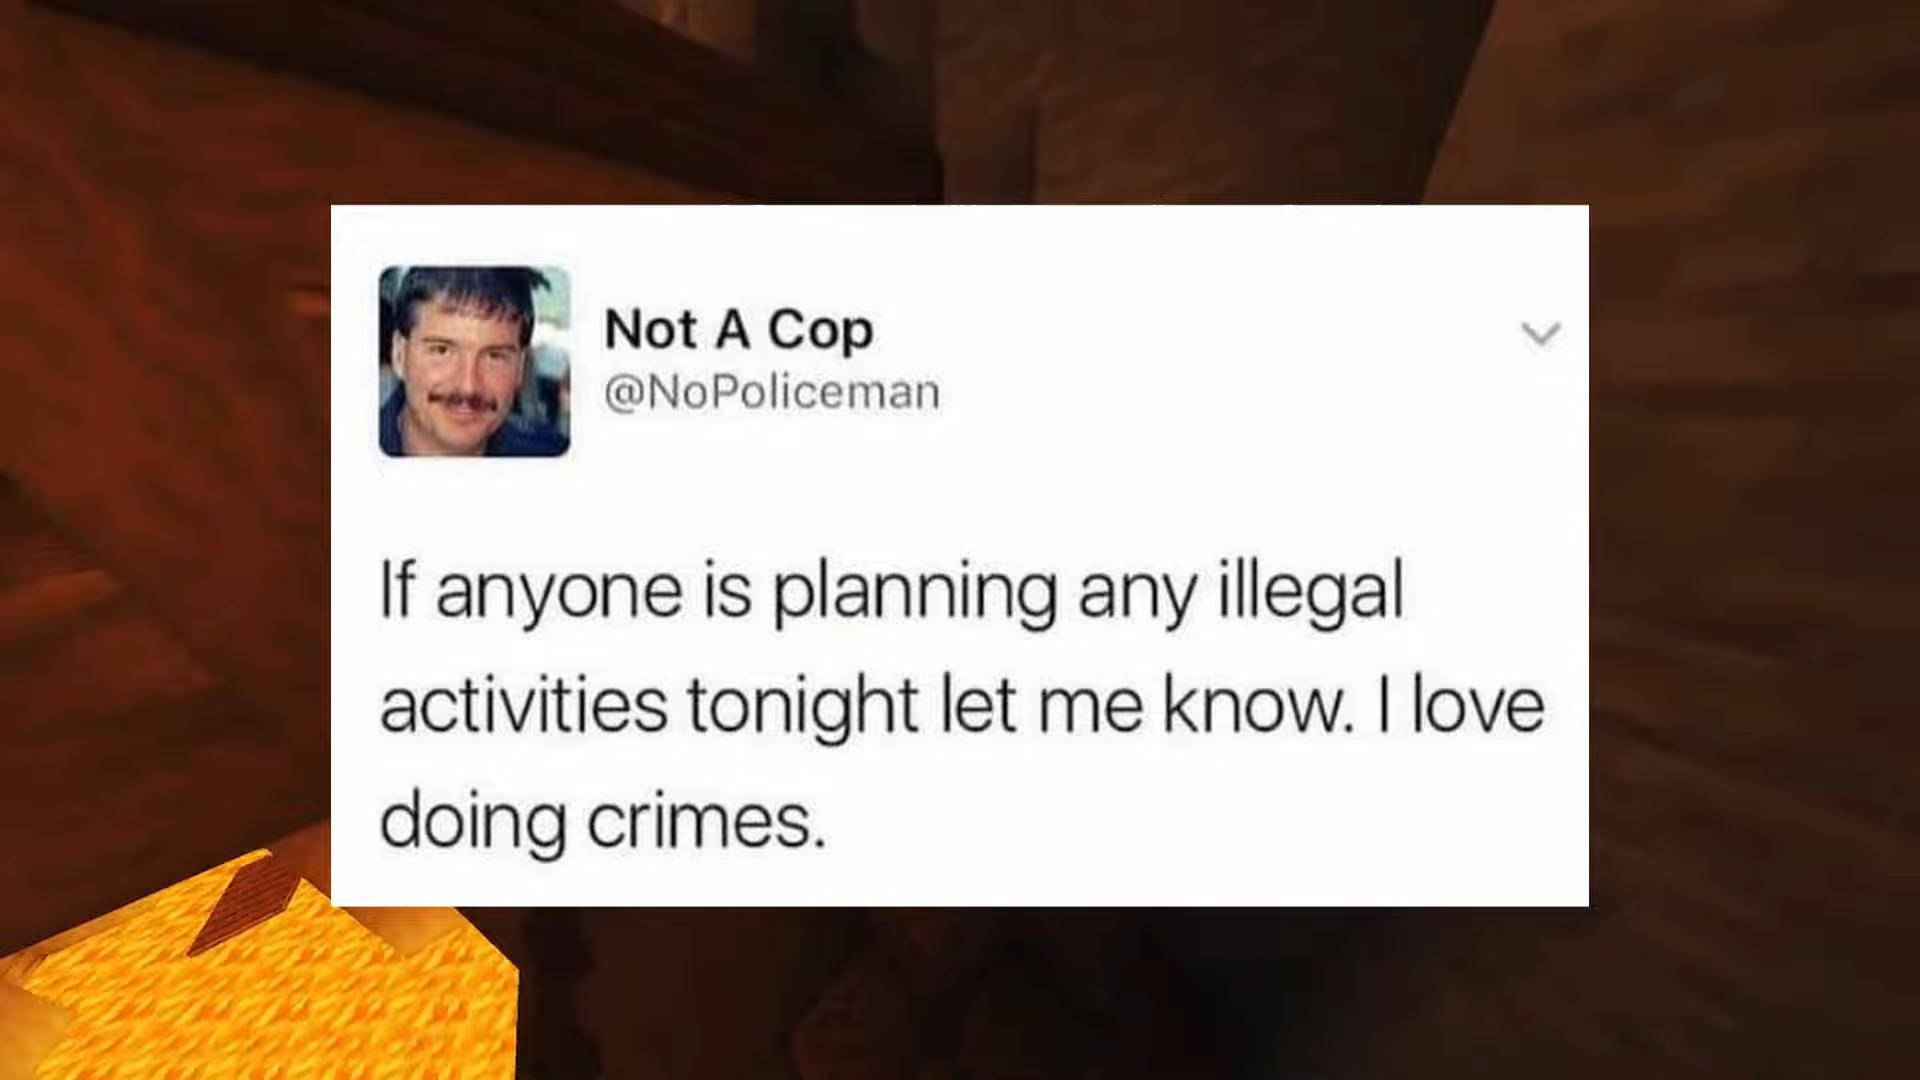 Not A Cop
@NoPoliceman
If anyone is planning any illegal
activities tonight let me know. I love
doing crimes.